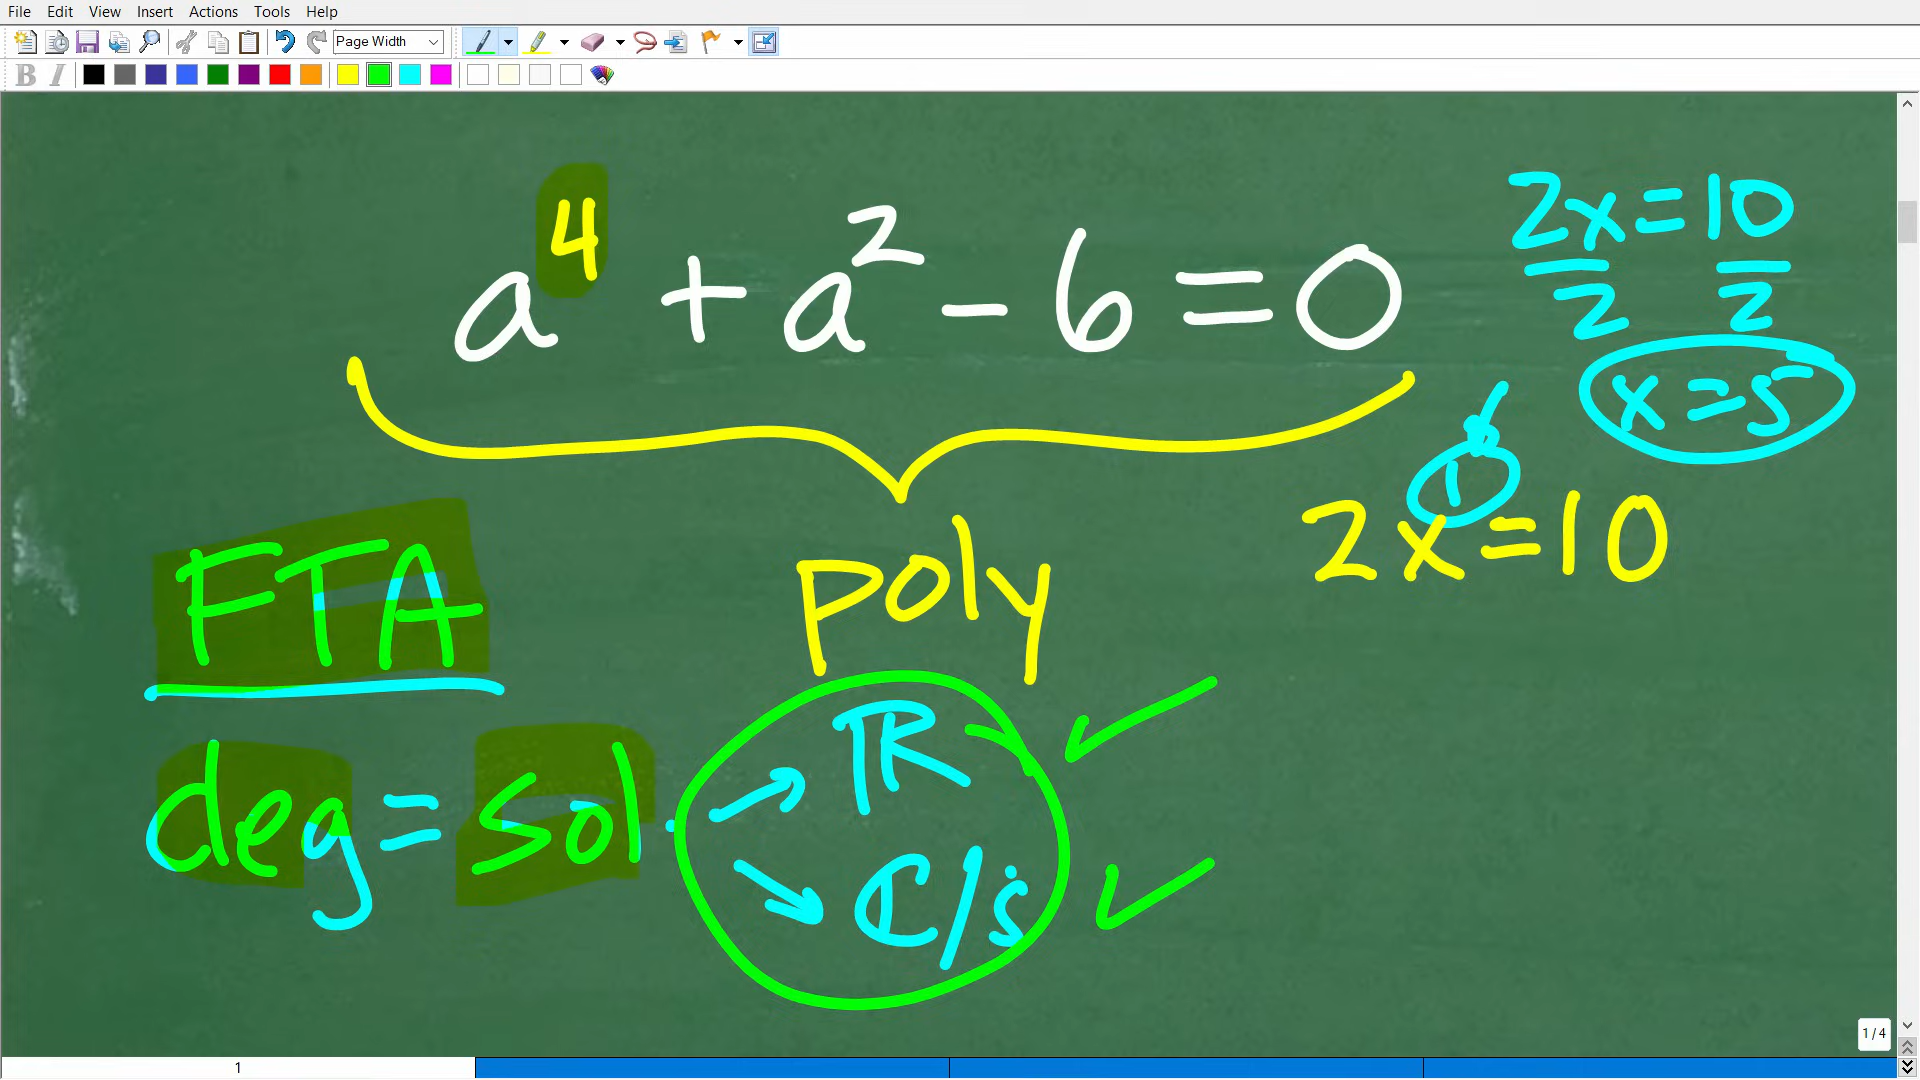 File Edit View Insert Actions Tools Help
Page Width
B I
a⁴ + a² - 6 = 0
2x = 10
2 2
x = 5
1
2x = 10
FTA
poly
deg = sol.
ℝ
ℂ/i
1 / 4
1